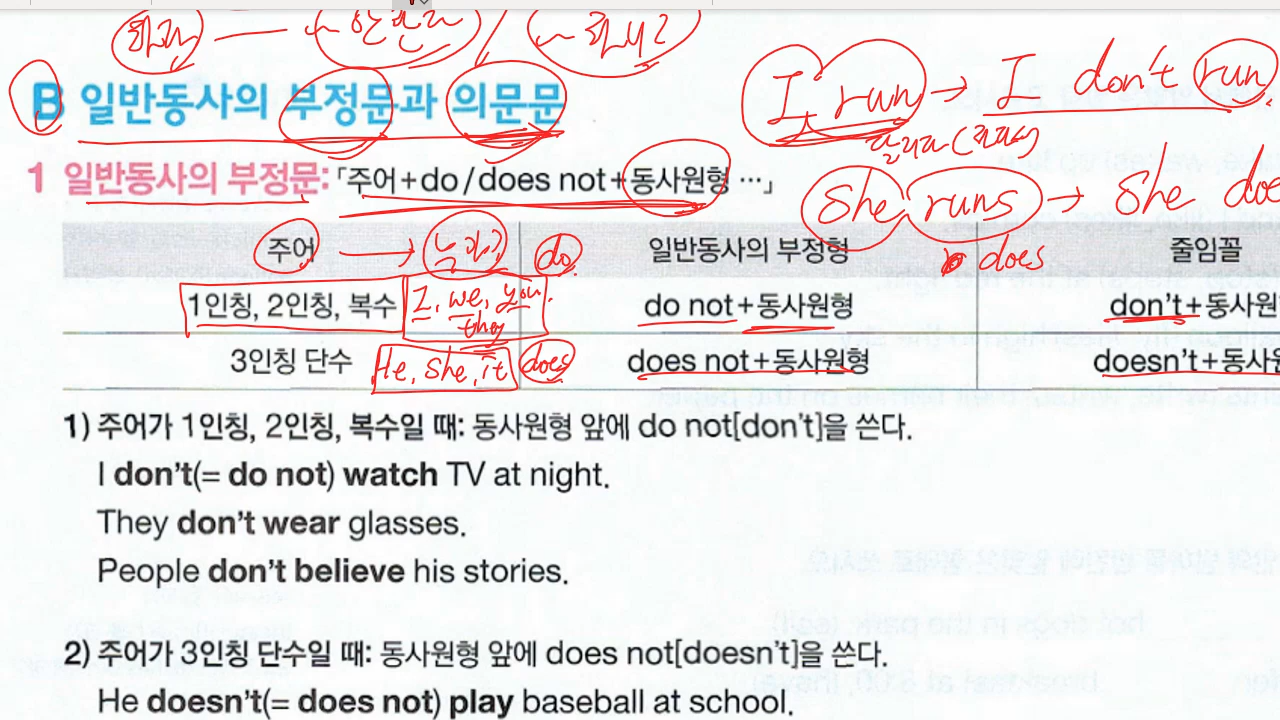 한다 — ~ 안 한다 / ~ 하니?
B 일반동사의 부정문과 의문문
I run → I don't run.
1 일반동사의 부정문: 「주어+do/does not+동사원형 …」
She runs → She doe
주어 → 누가? do 일반동사의 부정형 does 줄임꼴
1인칭, 2인칭, 복수 I, we, you, they do not+동사원형 don't+동사원형
3인칭 단수 He, she, it does does not+동사원형 doesn't+동사원
1) 주어가 1인칭, 2인칭, 복수일 때: 동사원형 앞에 do not[don't]을 쓴다.
I don't(= do not) watch TV at night.
They don't wear glasses.
People don't believe his stories.
2) 주어가 3인칭 단수일 때: 동사원형 앞에 does not[doesn't]을 쓴다.
He doesn't(= does not) play baseball at school.